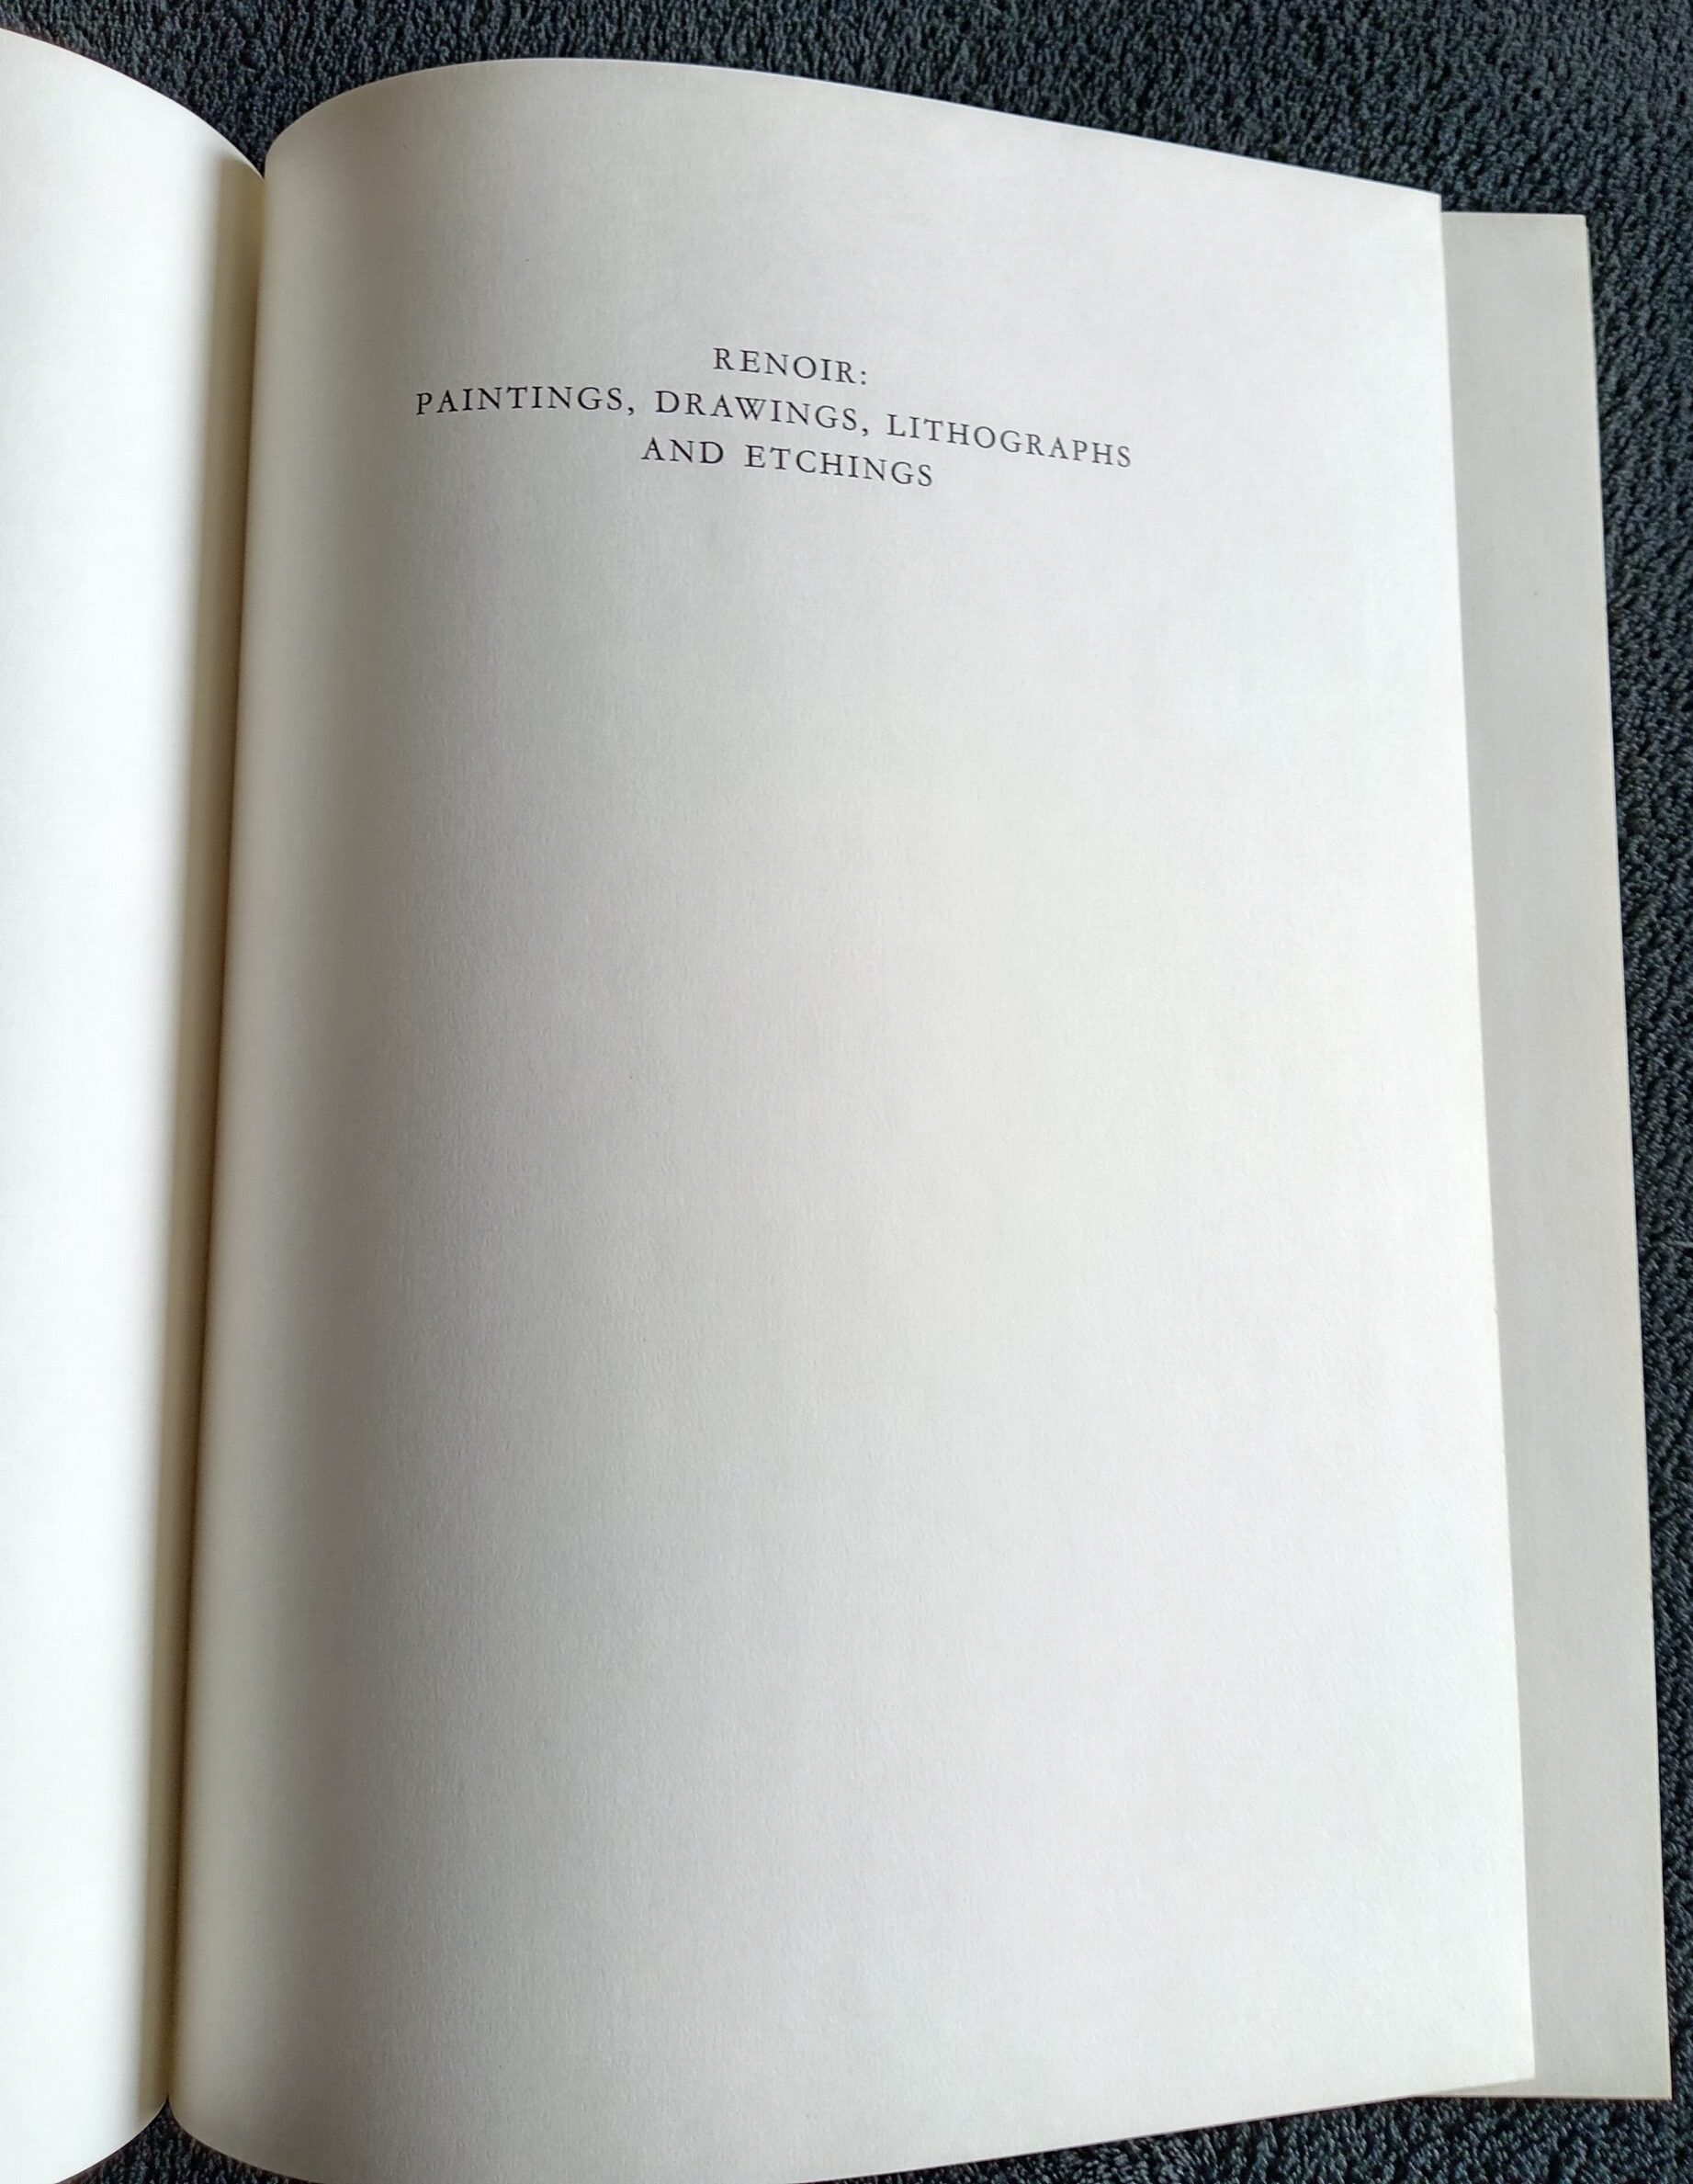 RENOIR:
PAINTINGS, DRAWINGS, LITHOGRAPHS
AND ETCHINGS